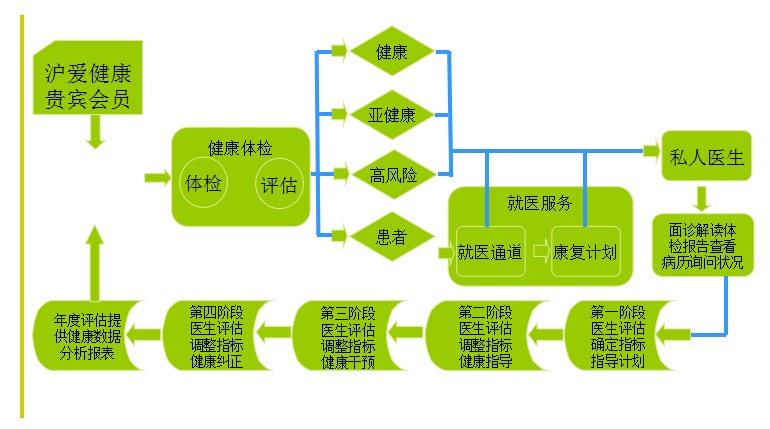 沪爱健康
贵宾会员
健康体检
体检
评估
健康
亚健康
高风险
患者
就医服务
就医通道
康复计划
私人医生
面诊解读体
检报告查看
病历询问状况
第一阶段
医生评估
确定指标
指导计划
第二阶段
医生评估
调整指标
健康指导
第三阶段
医生评估
调整指标
健康干预
第四阶段
医生评估
调整指标
健康纠正
年度评估提
供健康数据
分析报表